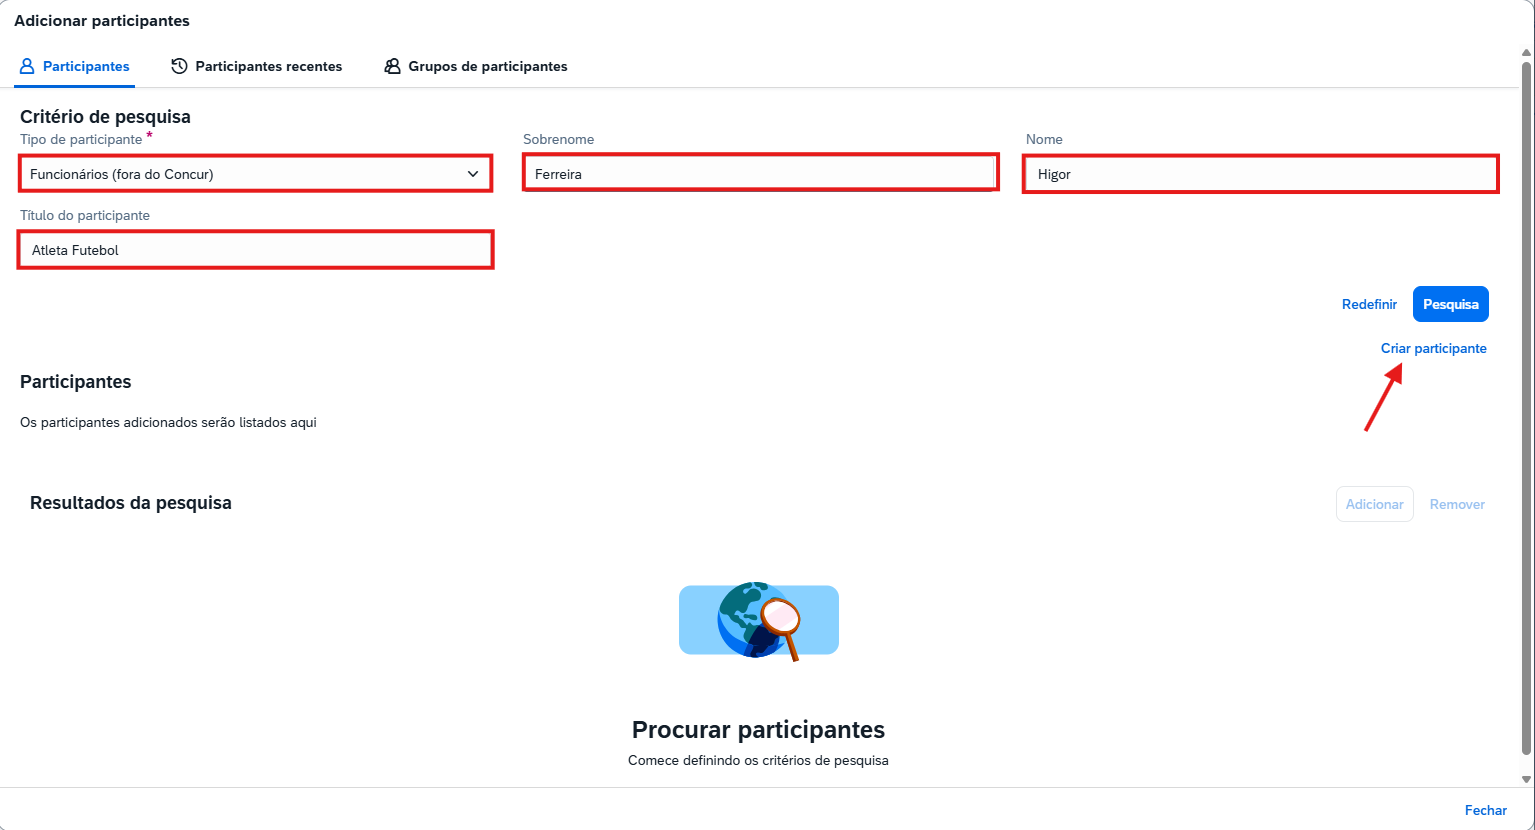 Adicionar participantes
Participantes
Participantes recentes
Grupos de participantes
Critério de pesquisa
Tipo de participante *
Sobrenome
Nome
Funcionários (fora do Concur)
Ferreira
Higor
Título do participante
Atleta Futebol
Redefinir
Pesquisa
Criar participante
Participantes
Os participantes adicionados serão listados aqui
Resultados da pesquisa
Adicionar
Remover
Procurar participantes
Comece definindo os critérios de pesquisa
Fechar